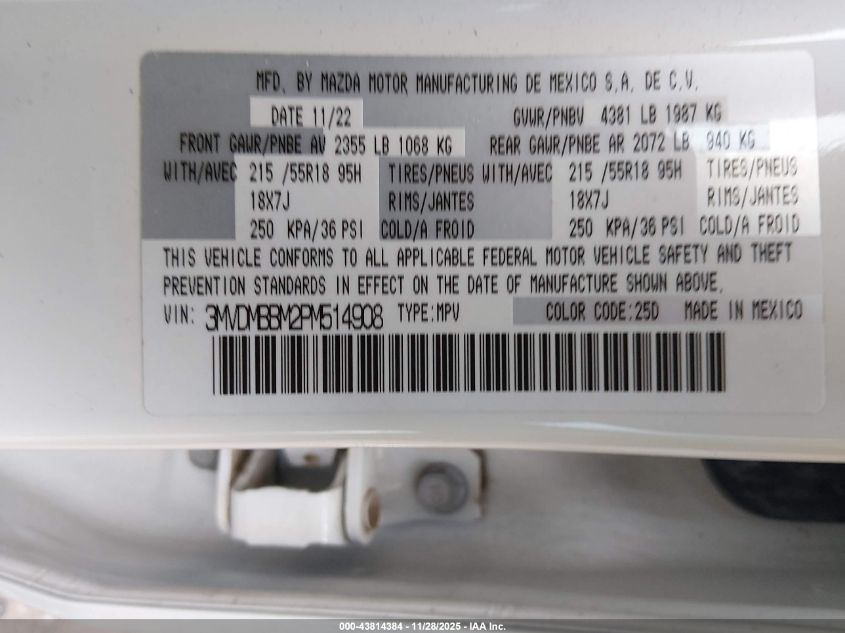 MFD. BY MAZDA MOTOR MANUFACTURING DE MEXICO S.A. DE C.V.
DATE 11/22 GVWR/PNBV 4381 LB 1987 KG
FRONT GAWR/PNBE AV 2355 LB 1068 KG REAR GAWR/PNBE AR 2072 LB 940 KG
WITH/AVEC 215 /55R18 95H TIRES/PNEUS WITH/AVEC 215 /55R18 95H TIRES/PNEUS
18X7J RIMS/JANTES 18X7J RIMS/JANTES
250 KPA/36 PSI COLD/A FROID 250 KPA/36 PSI COLD/A FROID
THIS VEHICLE CONFORMS TO ALL APPLICABLE FEDERAL MOTOR VEHICLE SAFETY AND THEFT
PREVENTION STANDARDS IN EFFECT ON THE DATE OF MANUFACTURE SHOWN ABOVE.
VIN: 3MVDMBBM2PM514908 TYPE:MPV COLOR CODE:25D MADE IN MEXICO
000-43814384 - 11/28/2025 - IAA Inc.